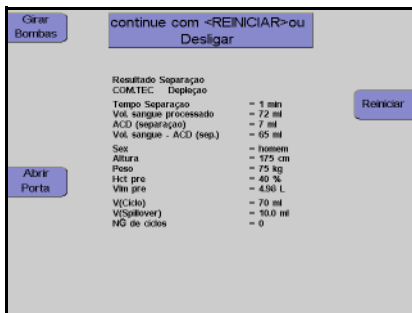 Girar
Bombas
continue com <REINICIAR>ou
Desligar
Resultado Separaçao
COM.TEC Depleçao
Tempo Separaçao = 1 min
Vol. sangue processado = 72 ml
ACD (separaçao) = 7 ml
Vol. sangue - ACD (sep.) = 65 ml
Reiniciar
Sex = homem
Altura = 175 cm
Peso = 75 kg
Hct pre = 40 %
Vlm pre = 4.96 L
Abrir
Porta
V(Ciclo) = 70 ml
V(Spillover) = 10.0 ml
NĞ de ciclos = 0